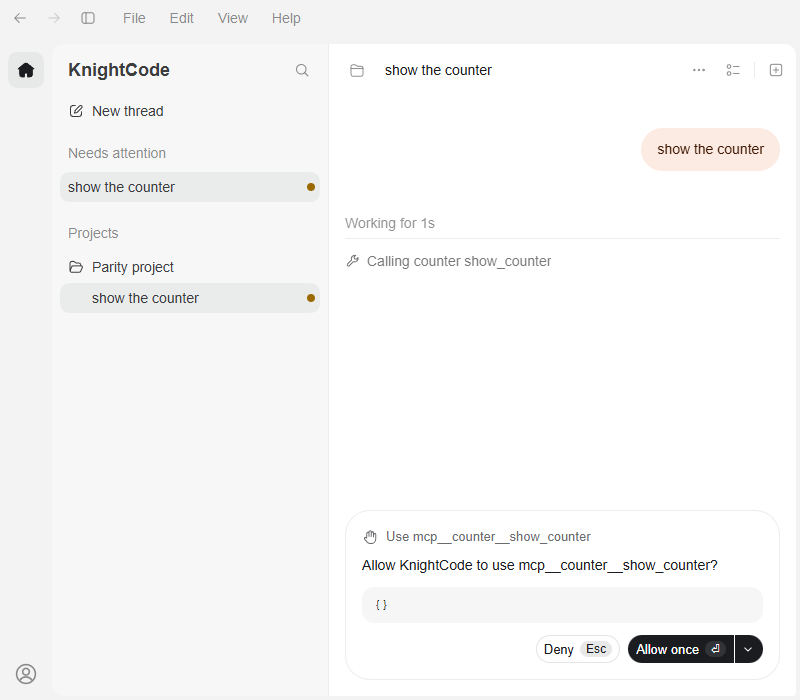 File Edit View Help
KnightCode
New thread
Needs attention
show the counter
Projects
Parity project
show the counter
show the counter
show the counter
Working for 1s
Calling counter show_counter
Use mcp__counter__show_counter
Allow KnightCode to use mcp__counter__show_counter?
{}
Deny Esc Allow once ⏎